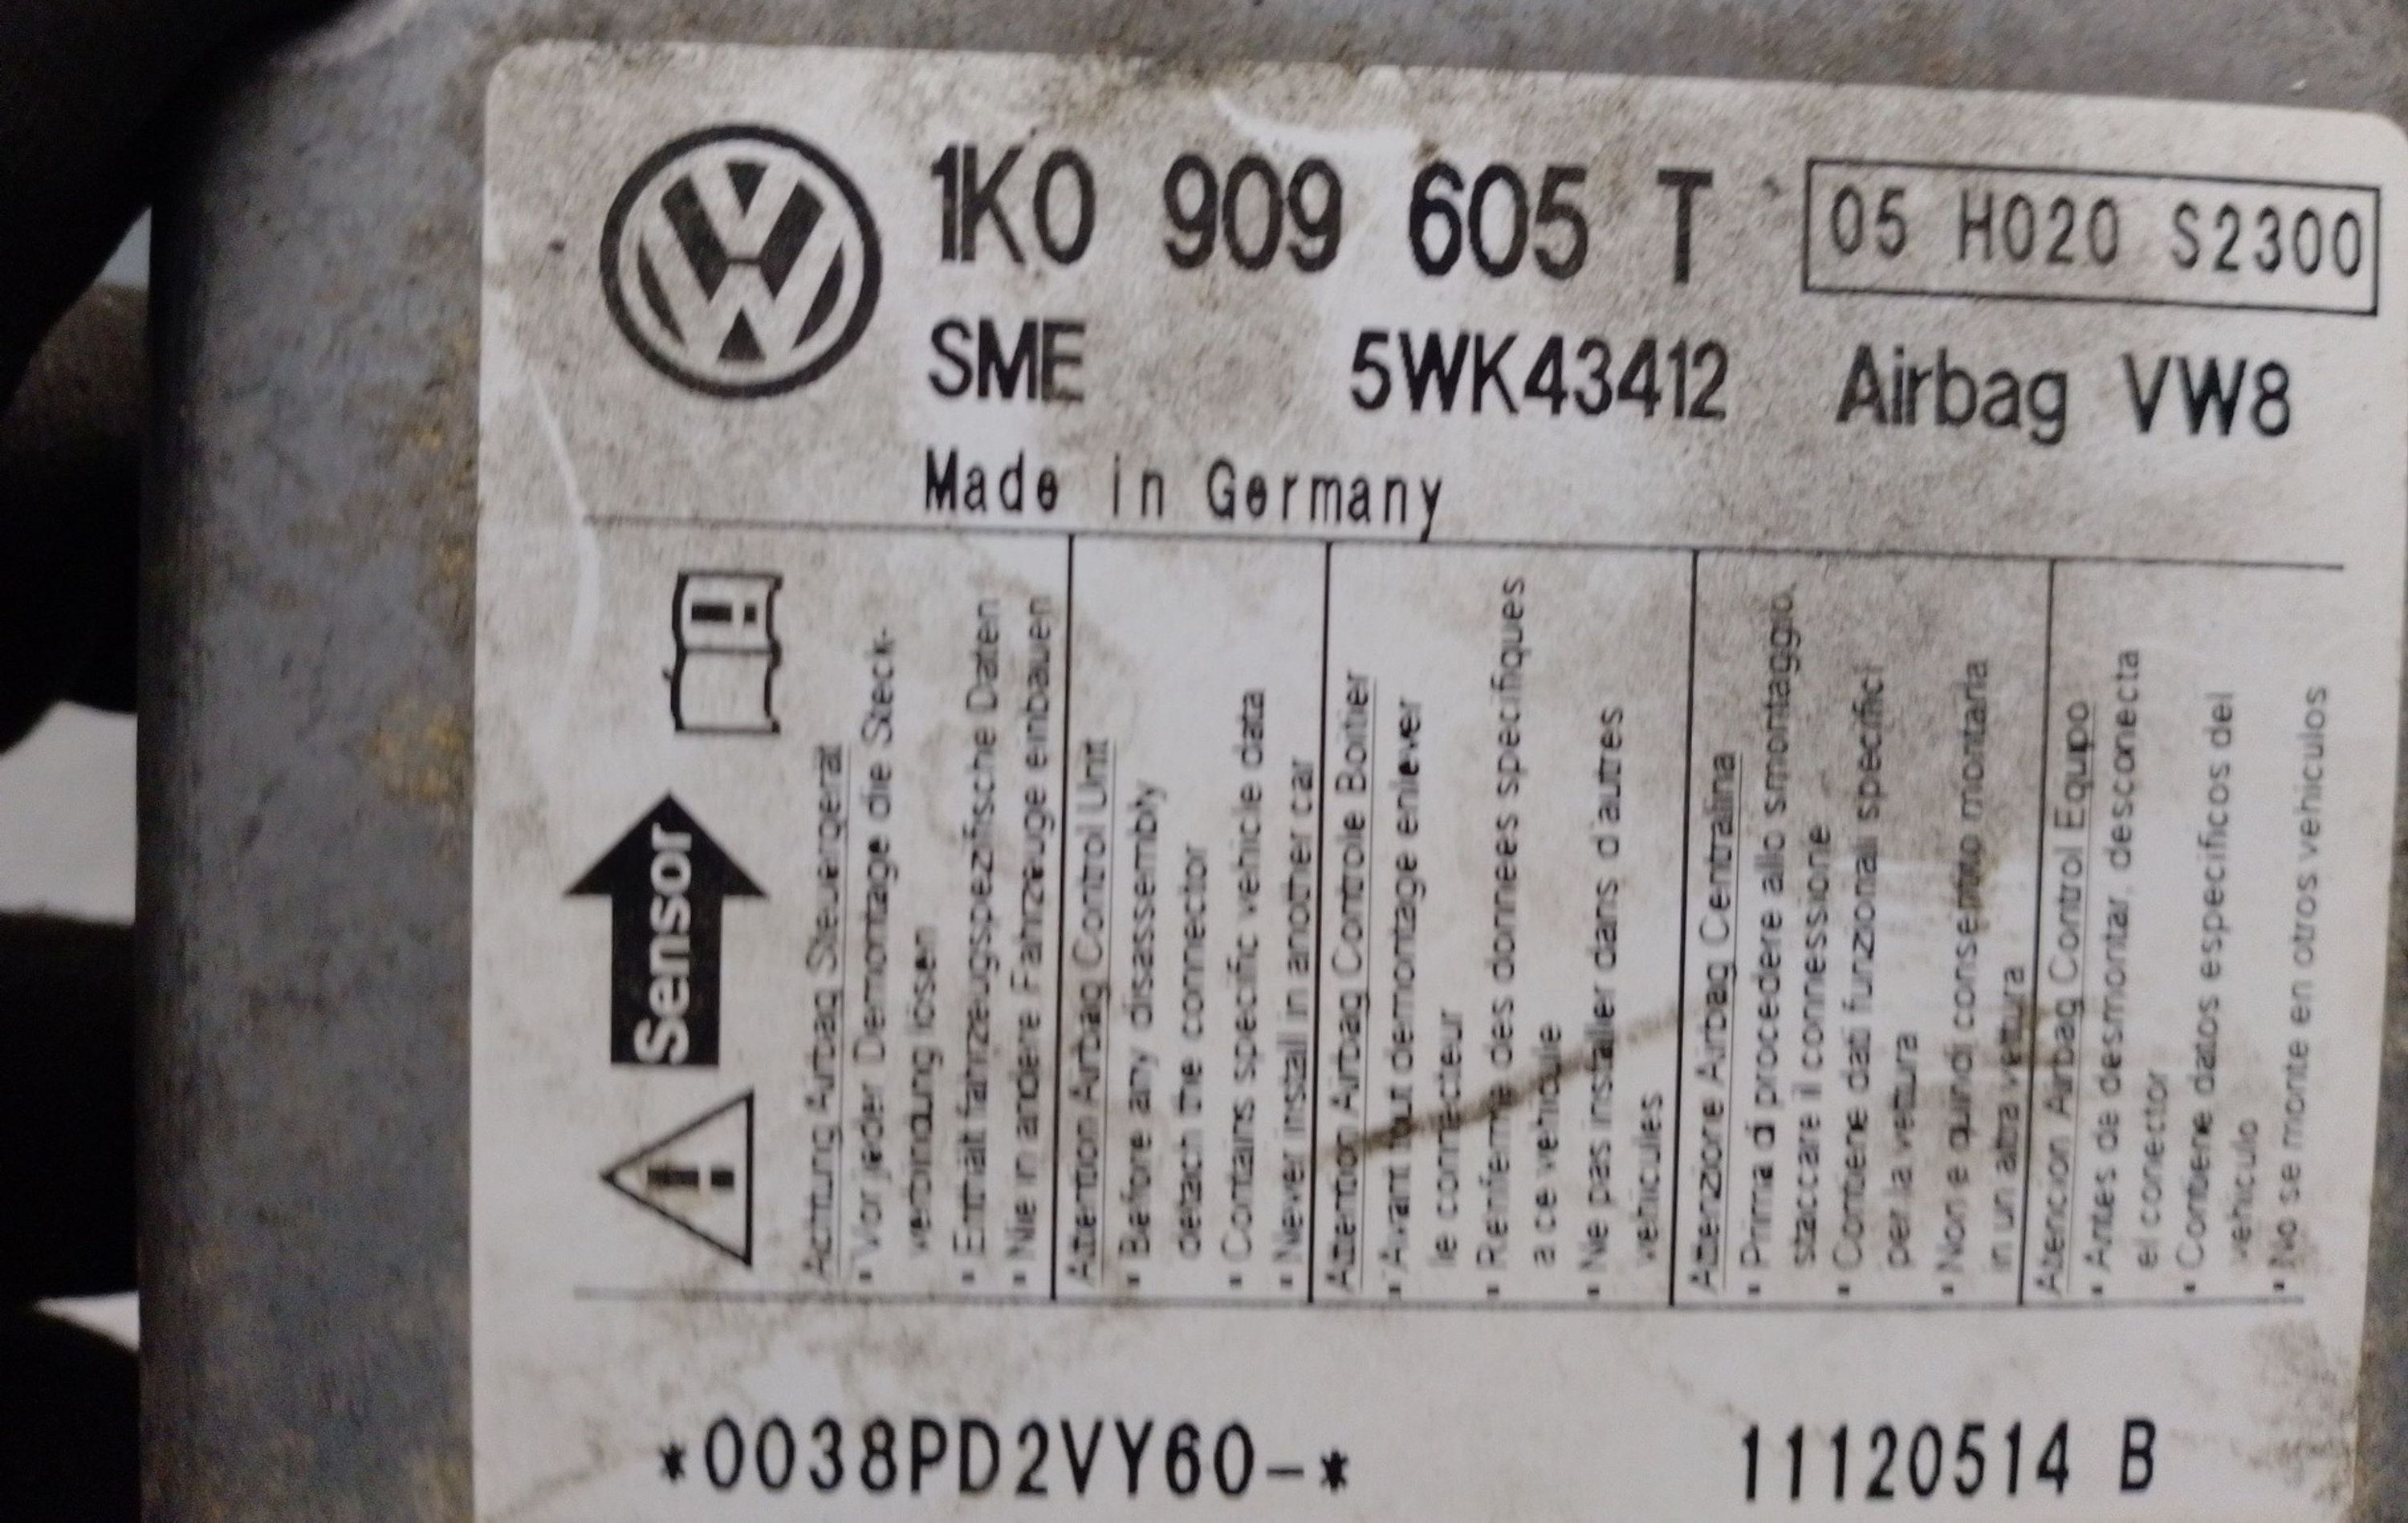 1K0 909 605 T
05 H020 S2300
SME 5WK43412 Airbag VW8
Made in Germany
Sensor
Achtung Airbag Steuergerät
▪ Vor jeder Demontage die Steck-
verbindung lösen
▪ Enthält fahrzeugspezifische Daten
▪ Nie in andere Fahrzeuge einbauen
Attention Airbag Control Unit
▪ Before any disassembly
detach the connector
▪ Contains specific vehicle data
▪ Never install in another car
Attention Airbag Controle Boitier
▪ Avant tout demontage enlever
le connecteur
▪ Renferme des donnees specifiques
a ce vehicule
▪ Ne pas installer dans d'autres
vehicules
Attenzione Airbag Centralina
▪ Prima di procedere allo smontaggio,
staccare il connessione
▪ Contiene dati funzionali specifici
per la vettura
▪ Non e quindi consentito montarla
in un altra vettura
Atencion Airbag Control Equipo
▪ Antes de desmontar, desconecta
el conector
▪ Contiene datos especificos del
vehiculo
▪ No se monte en otros vehiculos
*0038PD2VY60-*
11120514 B